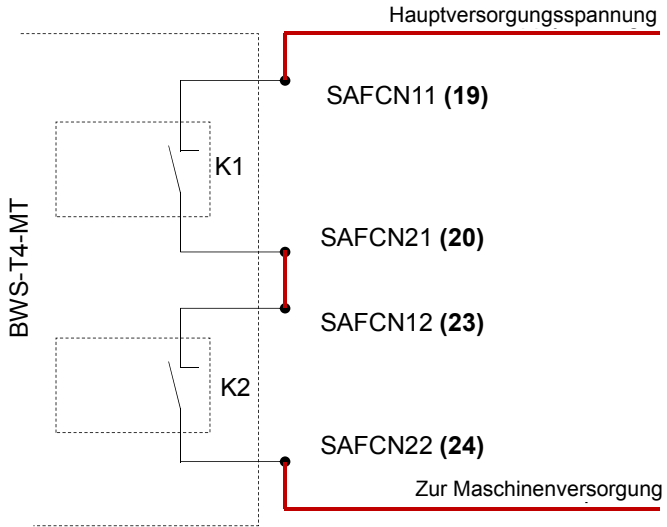 Hauptversorgungsspannung
SAFCN11 (19)
K1
SAFCN21 (20)
BWS-T4-MT
SAFCN12 (23)
K2
SAFCN22 (24)
Zur Maschinenversorgung